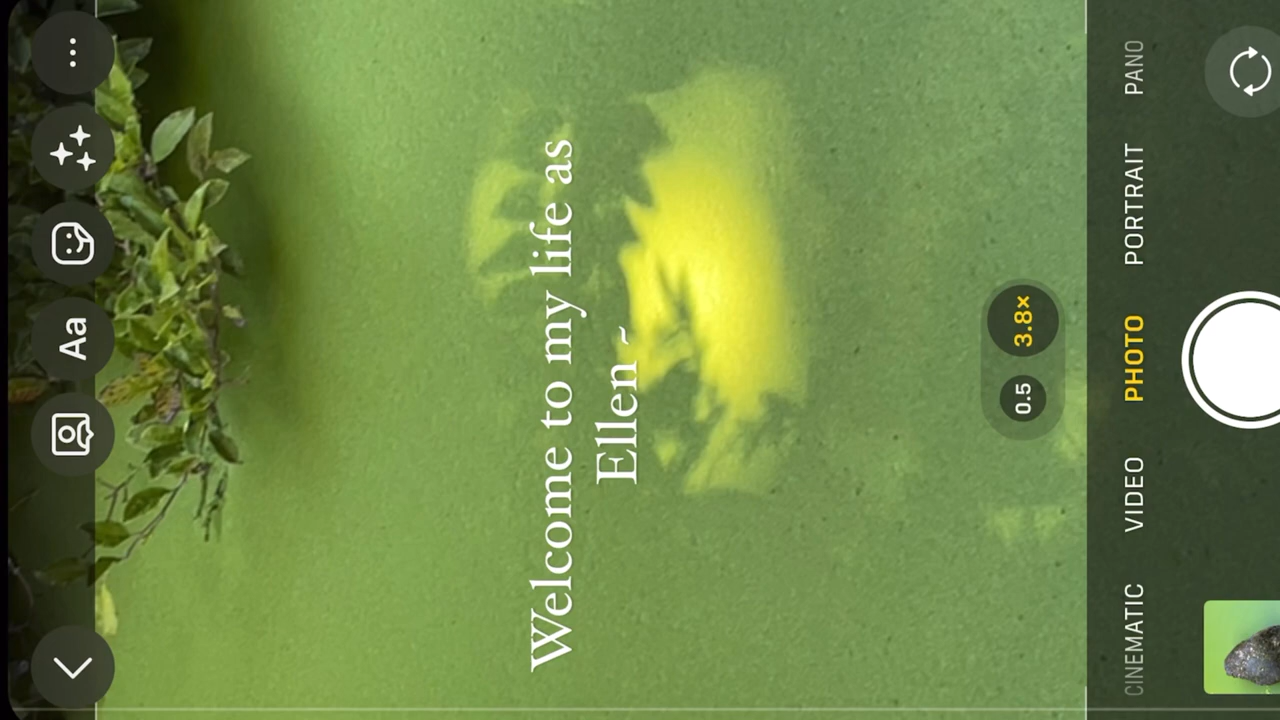 Aa
Welcome to my life as
Ellen ~
0.5
3.8×
CINEMATIC
VIDEO
PHOTO
PORTRAIT
PANO